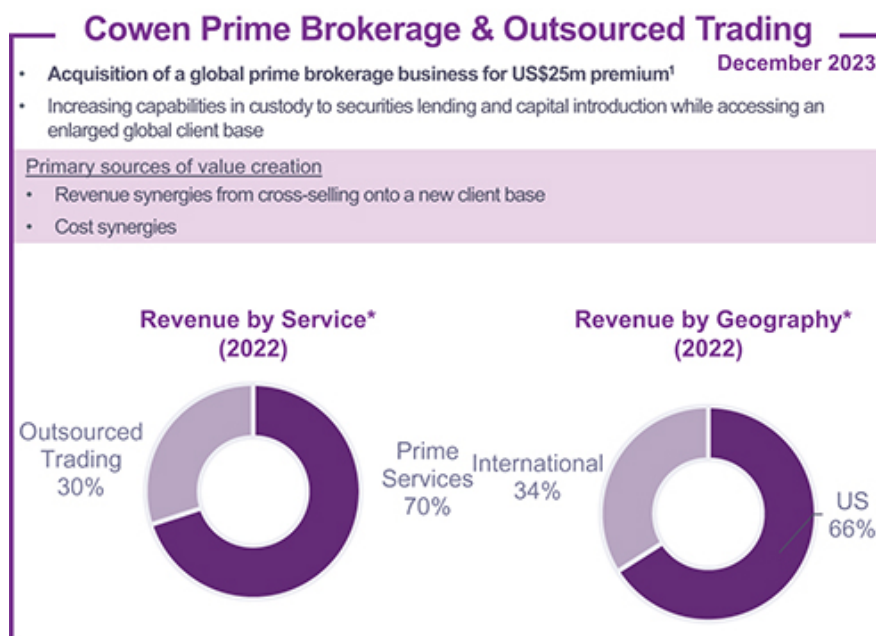 Cowen Prime Brokerage & Outsourced Trading
December 2023
• Acquisition of a global prime brokerage business for US$25m premium¹
• Increasing capabilities in custody to securities lending and capital introduction while accessing an
enlarged global client base
Primary sources of value creation
• Revenue synergies from cross-selling onto a new client base
• Cost synergies
Revenue by Service*
(2022)
Outsourced
Trading
30%
Prime
Services
70%
Revenue by Geography*
(2022)
International
34%
US
66%